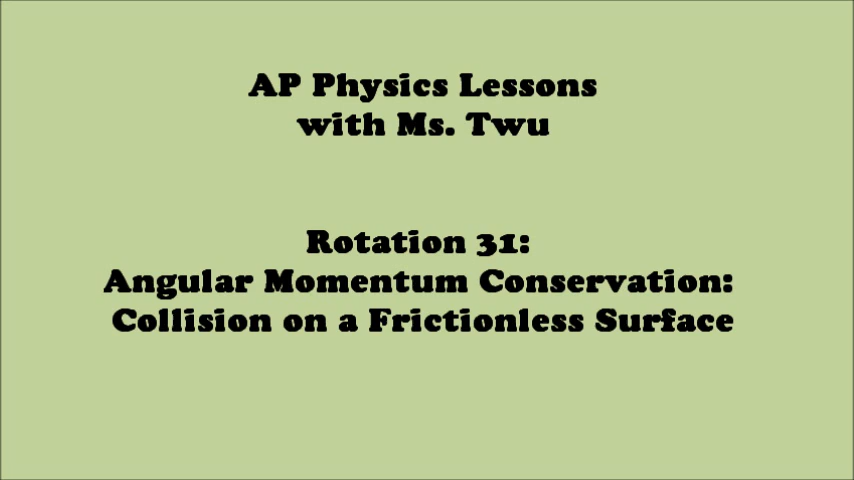 AP Physics Lessons
with Ms. Twu
Rotation 31:
Angular Momentum Conservation:
Collision on a Frictionless Surface